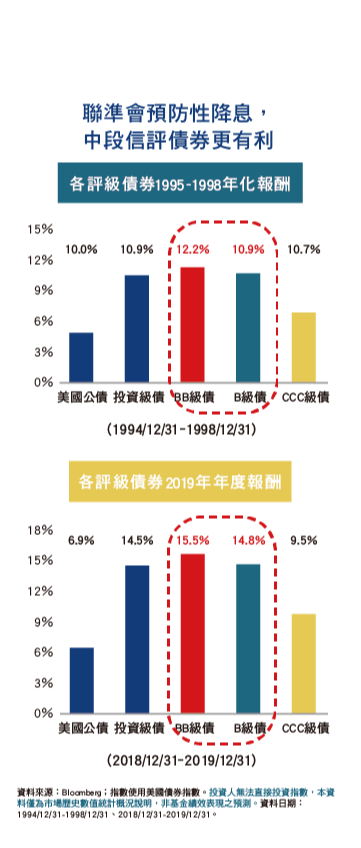 聯準會預防性降息，
中段信評債券更有利
各評級債券1995-1998年化報酬
15%
12%
9%
6%
3%
0%
10.0% 10.9% 12.2% 10.9% 10.7%
美國公債 投資級債 BB級債 B級債 CCC級債
（1994/12/31-1998/12/31）
各評級債券2019年年度報酬
18%
15%
12%
9%
6%
3%
0%
6.9% 14.5% 15.5% 14.8% 9.5%
美國公債 投資級債 BB級債 B級債 CCC級債
（2018/12/31-2019/12/31）
資料來源：Bloomberg；指數使用美國債券指數。投資人無法直接投資指數，本資
料僅為市場歷史數值統計概況說明，非基金績效表現之預測。資料日期：
1994/12/31-1998/12/31、2018/12/31-2019/12/31。